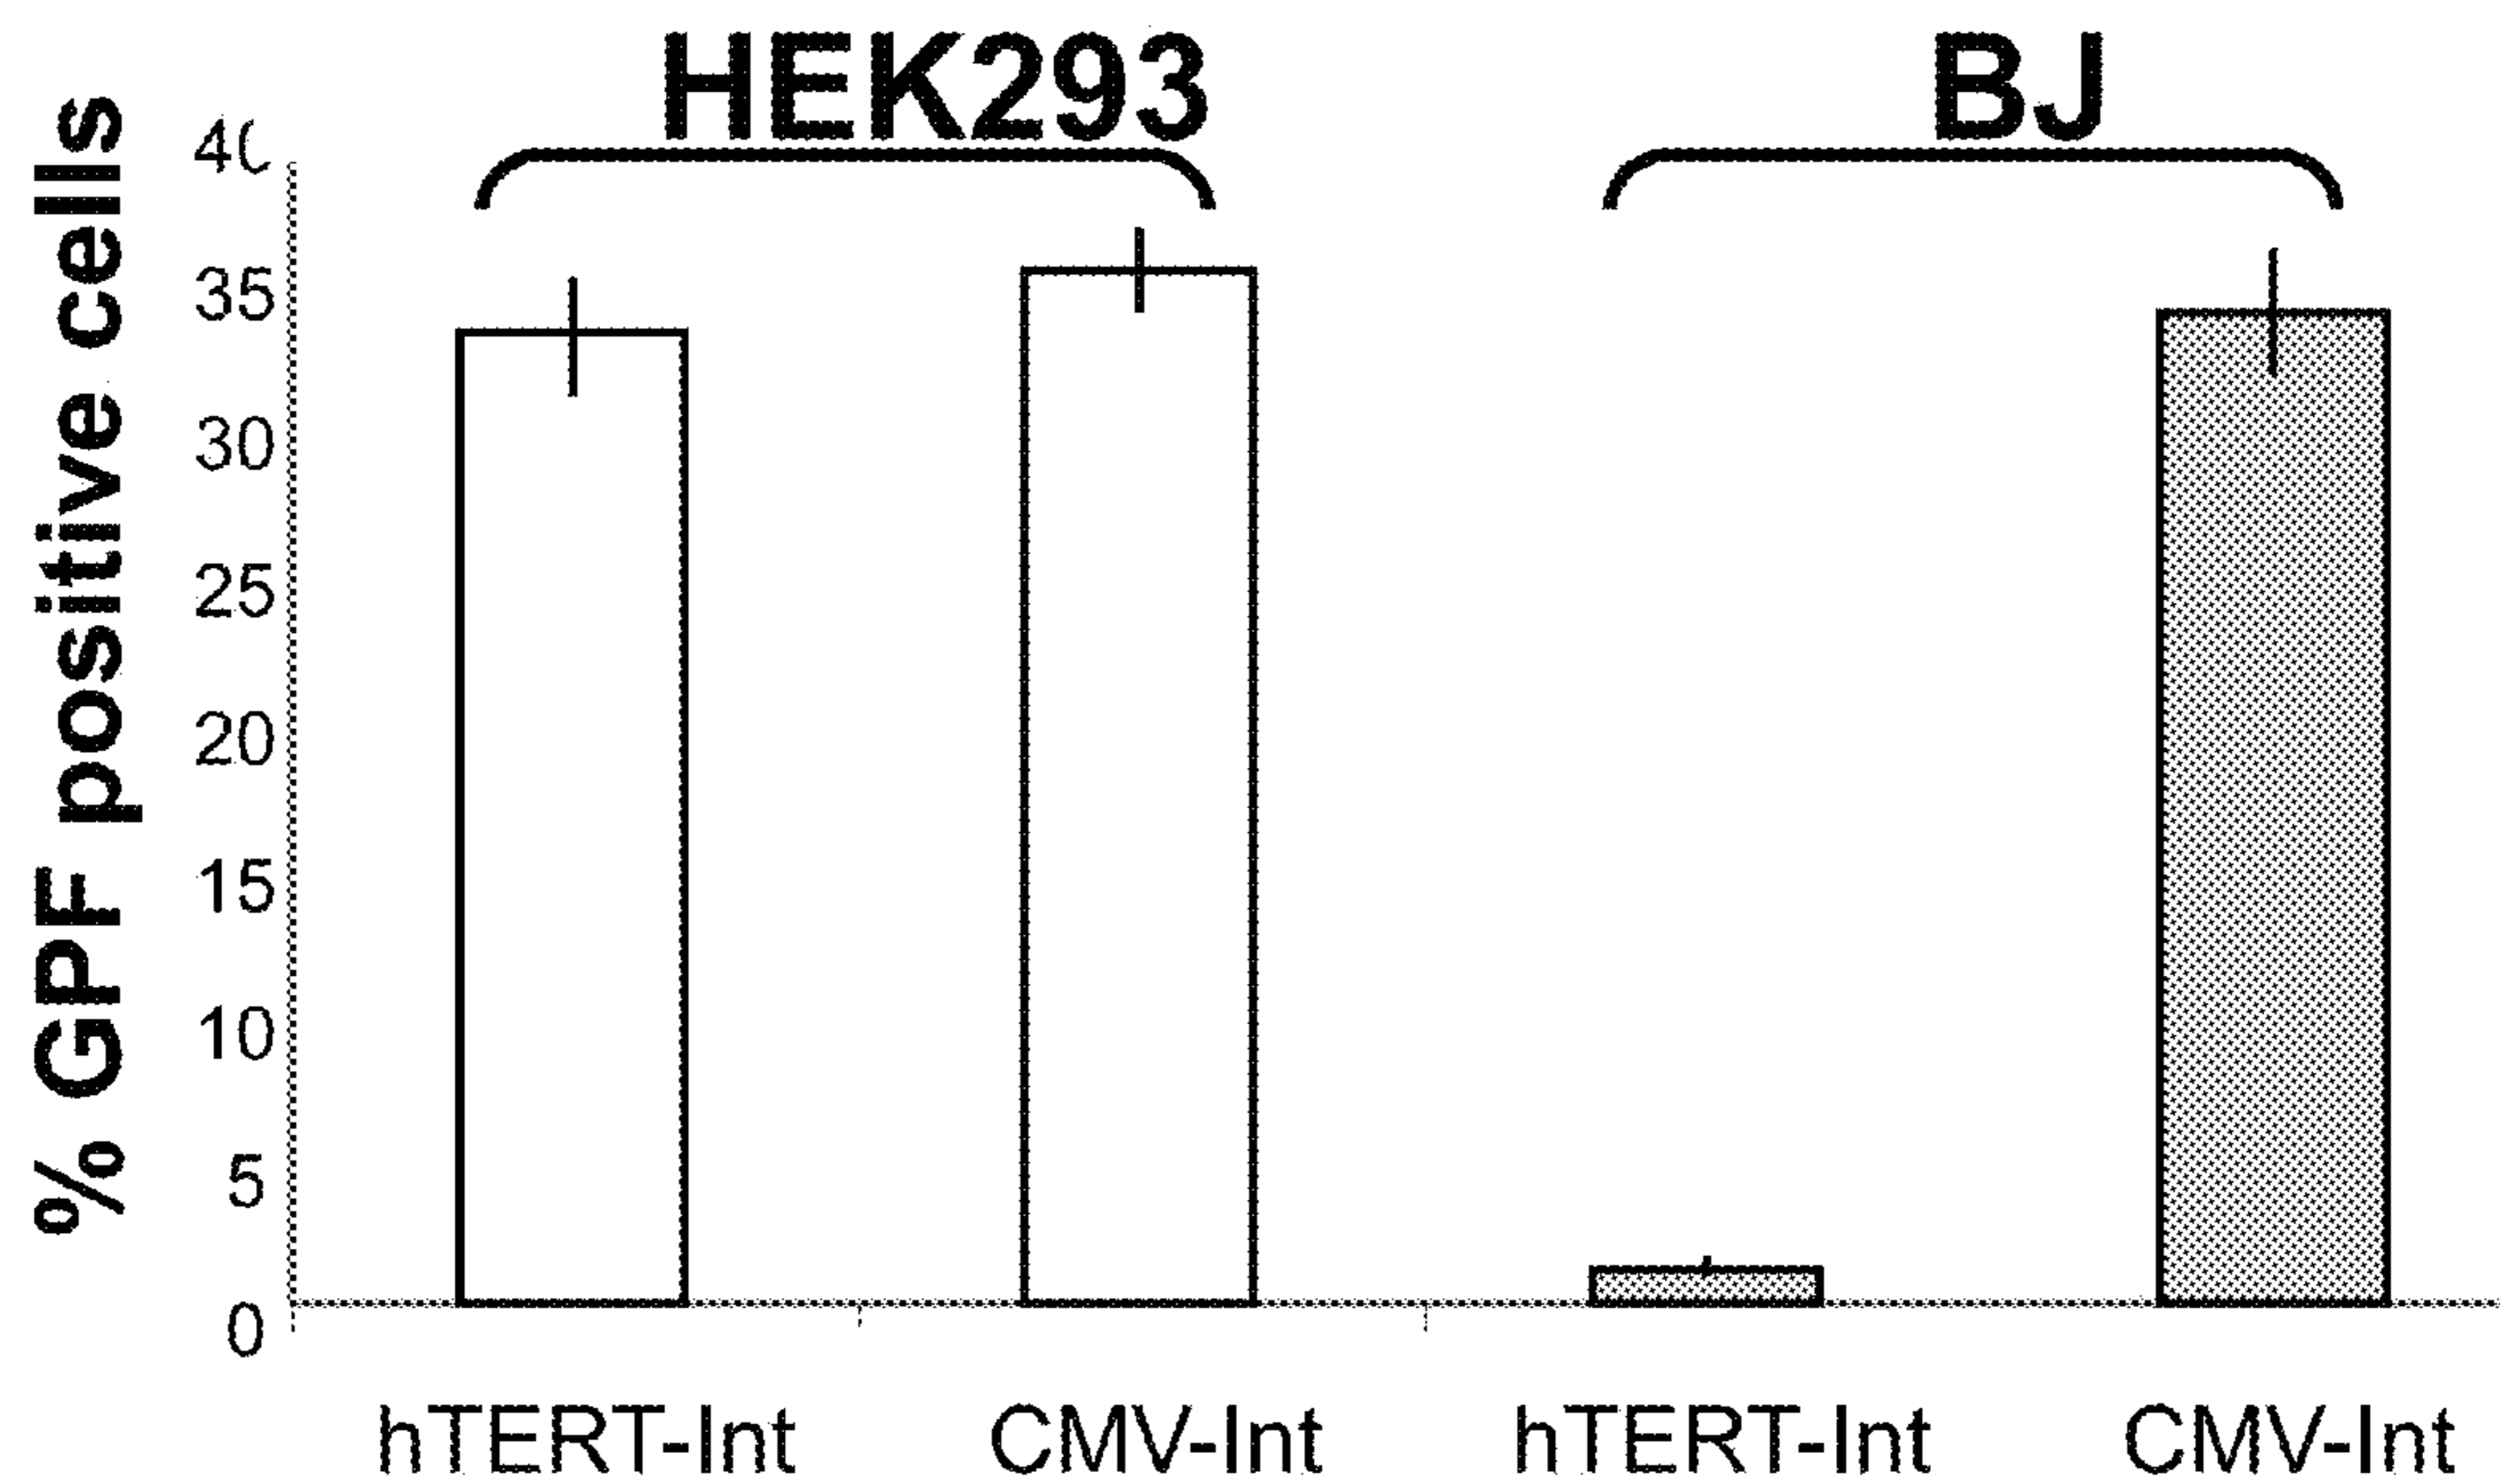 HEK293
BJ
% GPF positive cells
40
35
30
25
20
15
10
5
0
hTERT-Int
CMV-Int
hTERT-Int
CMV-Int